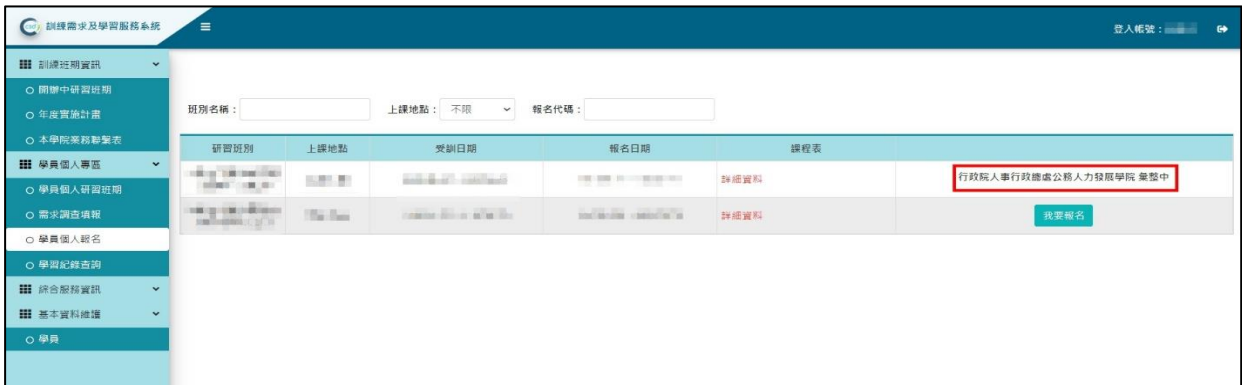 csdi 訓練需求及學習服務系統
登入帳號：
訓練班期資訊
開辦中研習班期
年度實施計畫
本學院業務聯繫表
學員個人專區
學員個人研習班期
需求調查填報
學員個人報名
學習紀錄查詢
綜合服務資訊
基本資料維護
學員
班別名稱： 上課地點： 不限 報名代碼：
研習班別 上課地點 受訓日期 報名日期 課程表
詳細資料 行政院人事行政總處公務人力發展學院 彙整中
詳細資料 我要報名